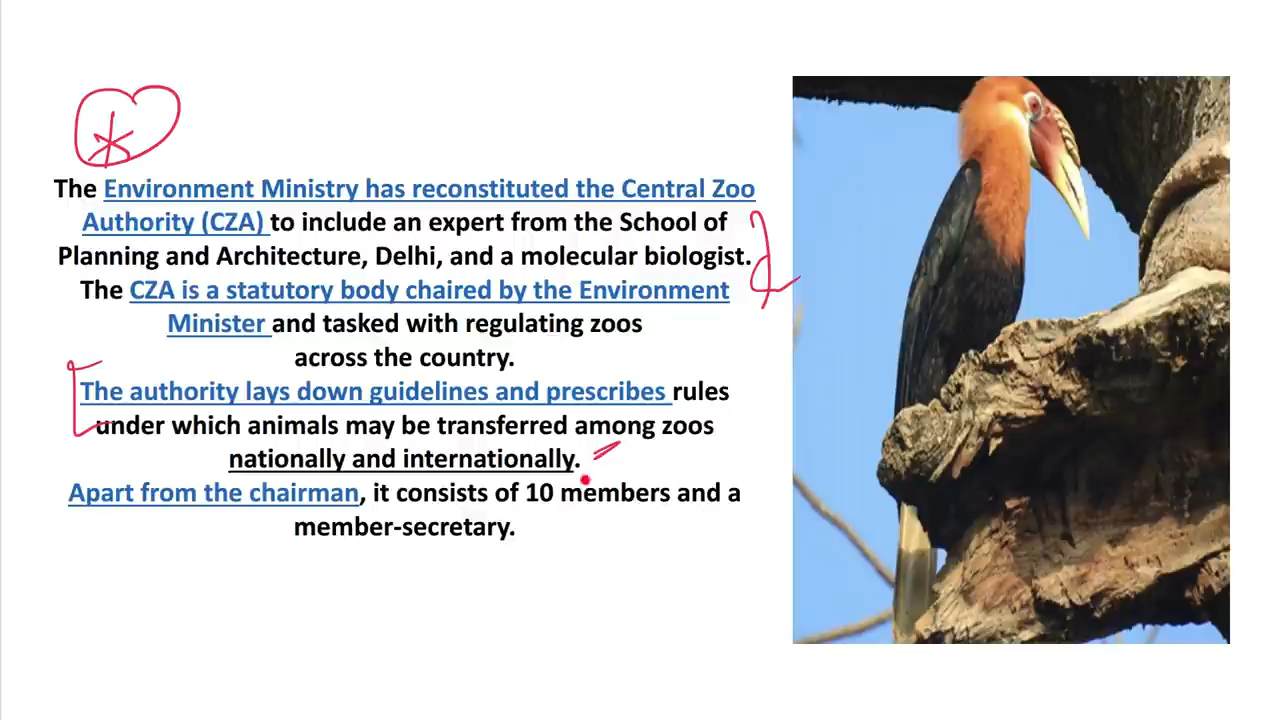 The Environment Ministry has reconstituted the Central Zoo
Authority (CZA) to include an expert from the School of
Planning and Architecture, Delhi, and a molecular biologist.
The CZA is a statutory body chaired by the Environment
Minister and tasked with regulating zoos
across the country.
The authority lays down guidelines and prescribes rules
under which animals may be transferred among zoos
nationally and internationally.
Apart from the chairman, it consists of 10 members and a
member-secretary.